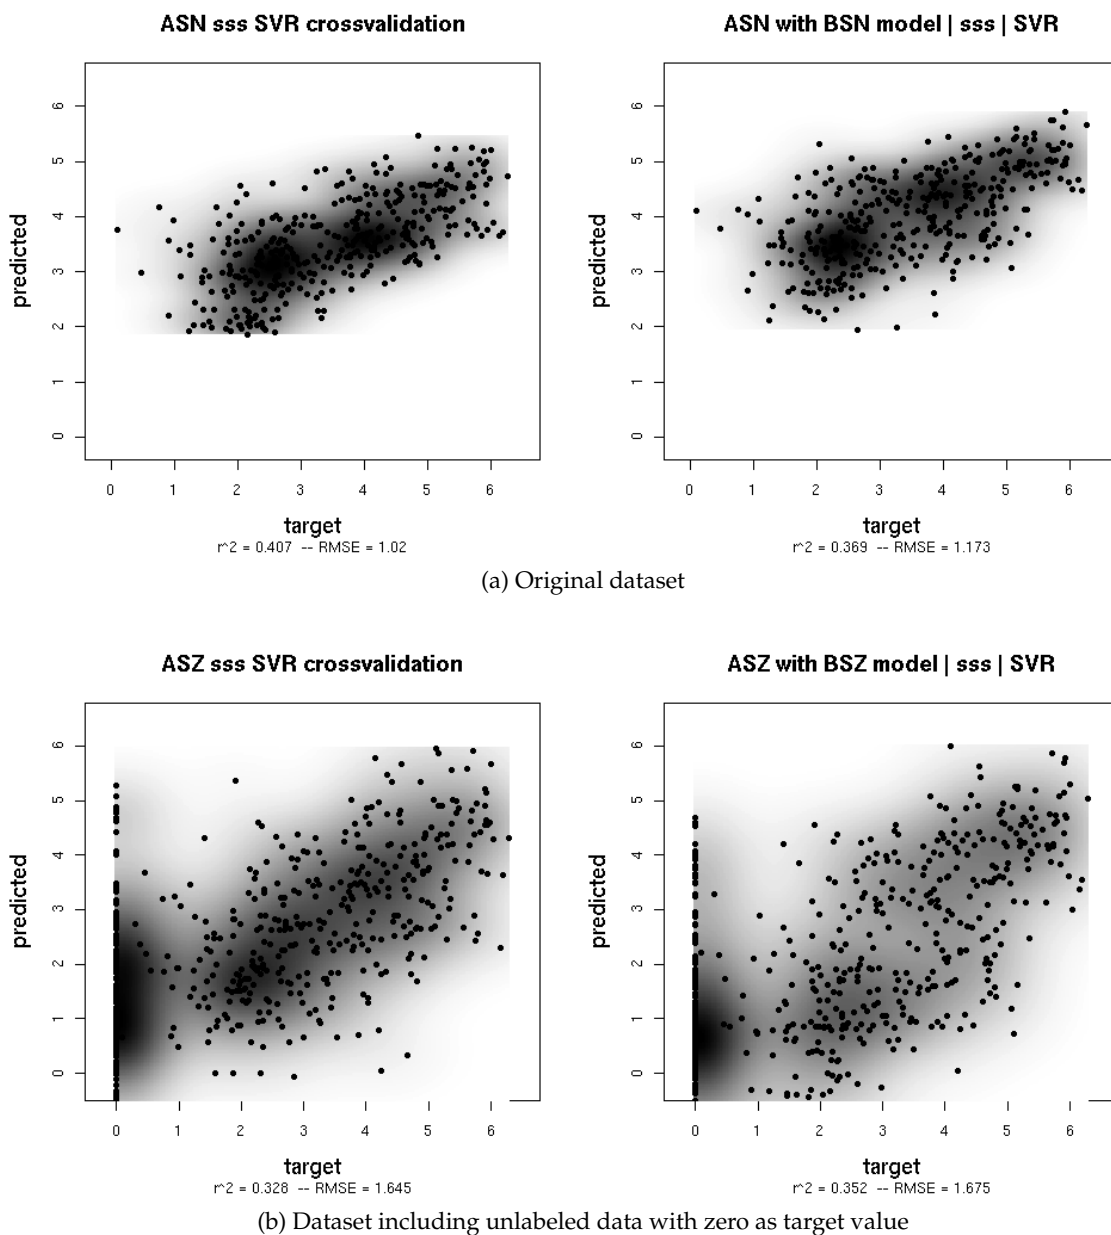 ASN sss SVR crossvalidation
predicted
0 1 2 3 4 5 6
0 1 2 3 4 5 6
target
r^2 = 0.407 -- RMSE = 1.02
ASN with BSN model | sss | SVR
predicted
0 1 2 3 4 5 6
0 1 2 3 4 5 6
target
r^2 = 0.369 -- RMSE = 1.173
(a) Original dataset
ASZ sss SVR crossvalidation
predicted
0 1 2 3 4 5 6
0 1 2 3 4 5 6
target
r^2 = 0.328 -- RMSE = 1.645
ASZ with BSZ model | sss | SVR
predicted
0 1 2 3 4 5 6
0 1 2 3 4 5 6
target
r^2 = 0.352 -- RMSE = 1.675
(b) Dataset including unlabeled data with zero as target value